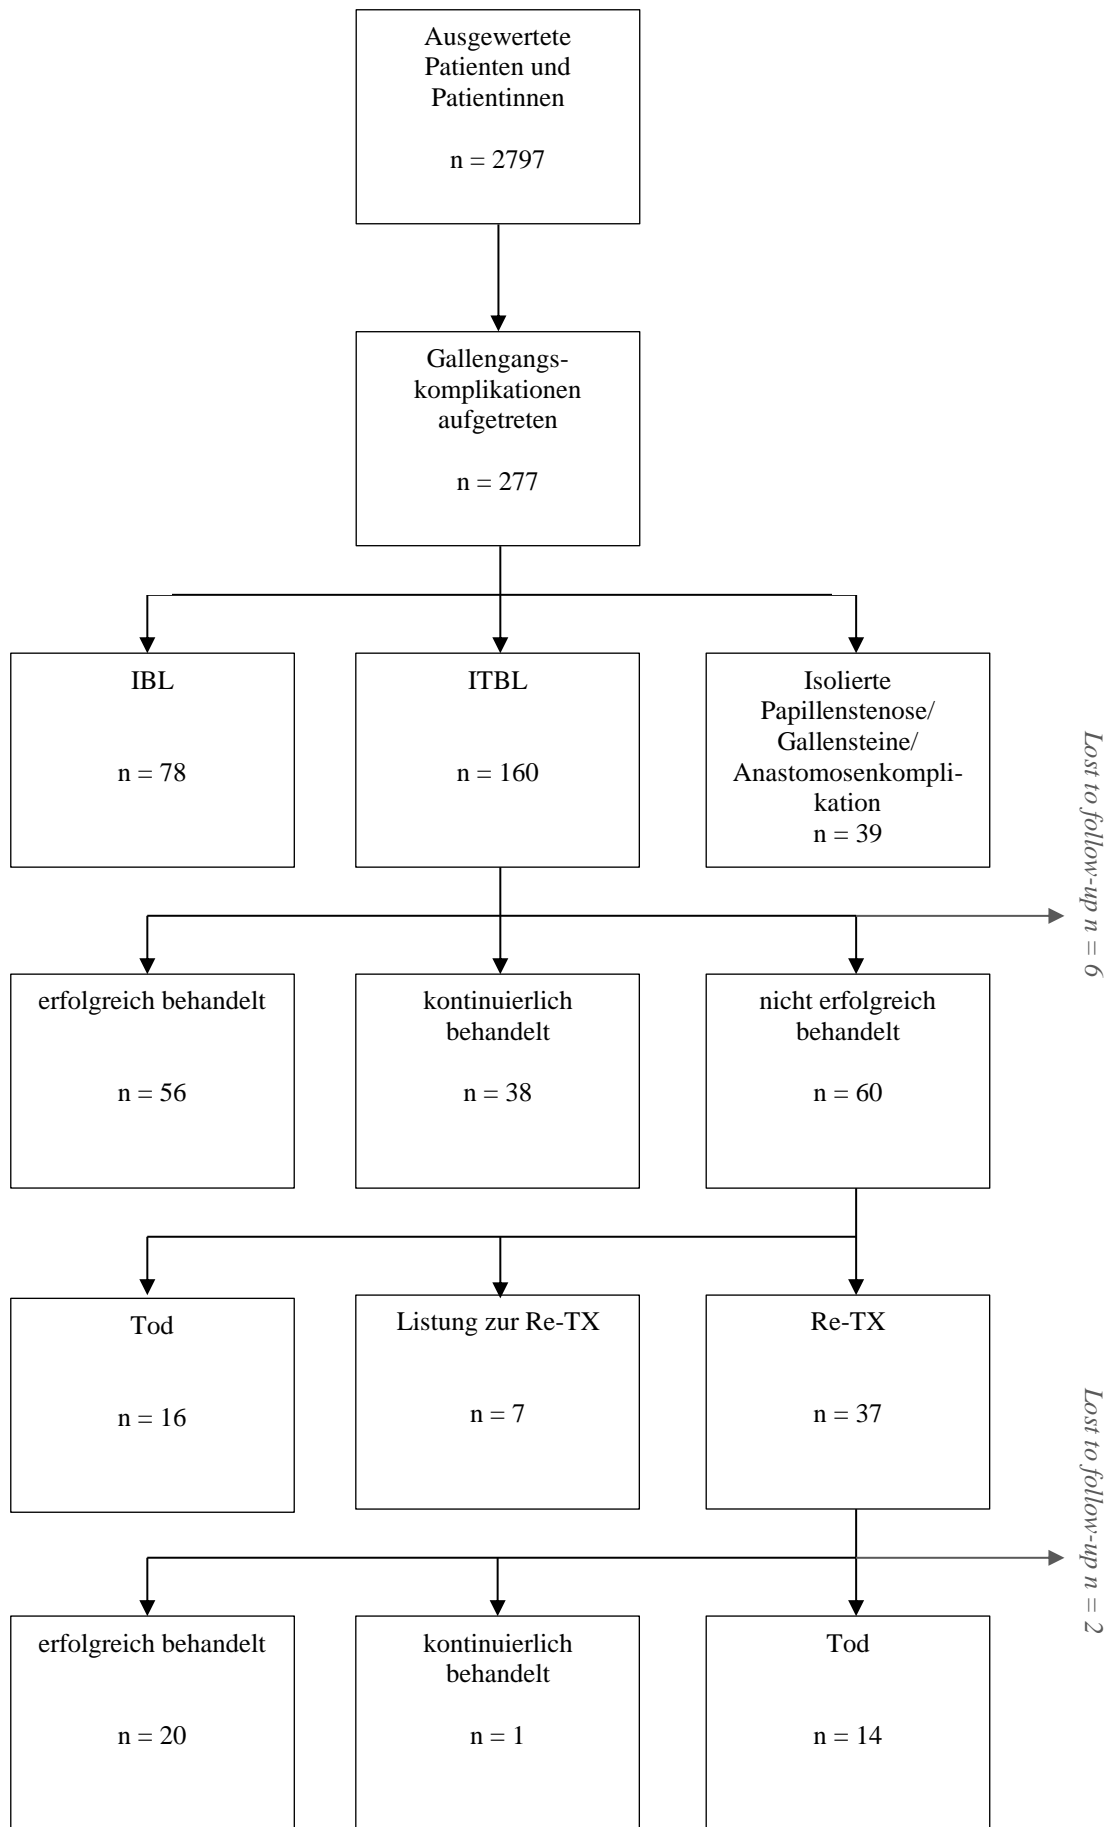 Ausgewertete
Patienten und
Patientinnen
n = 2797
Gallengangs-
komplikationen
aufgetreten
n = 277
IBL
n = 78
ITBL
n = 160
Isolierte
Papillenstenose/
Gallensteine/
Anastomosenkompli-
kation
n = 39
Lost to follow-up n = 6
erfolgreich behandelt
n = 56
kontinuierlich
behandelt
n = 38
nicht erfolgreich
behandelt
n = 60
Tod
n = 16
Listung zur Re-TX
n = 7
Re-TX
n = 37
Lost to follow-up n = 2
erfolgreich behandelt
n = 20
kontinuierlich
behandelt
n = 1
Tod
n = 14